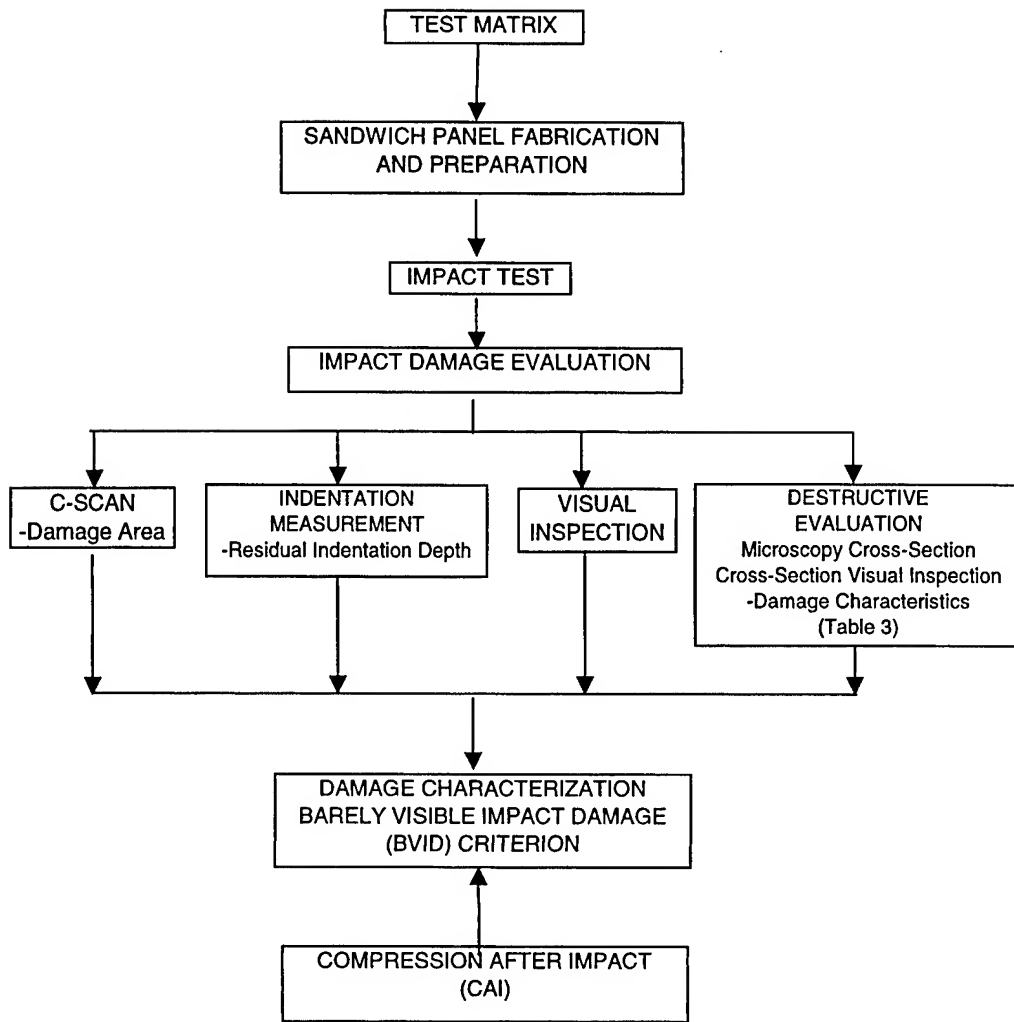 TEST MATRIX
SANDWICH PANEL FABRICATION
AND PREPARATION
IMPACT TEST
IMPACT DAMAGE EVALUATION
C-SCAN
-Damage Area
INDENTATION
MEASUREMENT
-Residual Indentation Depth
VISUAL
INSPECTION
DESTRUCTIVE
EVALUATION
Microscopy Cross-Section
Cross-Section Visual Inspection
-Damage Characteristics
(Table 3)
DAMAGE CHARACTERIZATION
BARELY VISIBLE IMPACT DAMAGE
(BVID) CRITERION
COMPRESSION AFTER IMPACT
(CAI)